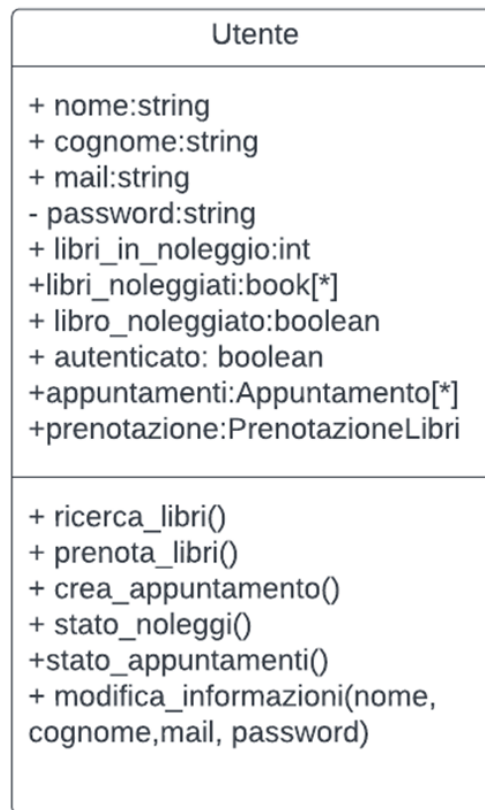 Utente
+ nome:string
+ cognome:string
+ mail:string
- password:string
+ libri_in_noleggio:int
+libri_noleggiati:book[*]
+ libro_noleggiato:boolean
+ autenticato: boolean
+appuntamenti:Appuntamento[*]
+prenotazione:PrenotazioneLibri
+ ricerca_libri()
+ prenota_libri()
+ crea_appuntamento()
+ stato_noleggi()
+stato_appuntamenti()
+ modifica_informazioni(nome,
cognome,mail, password)